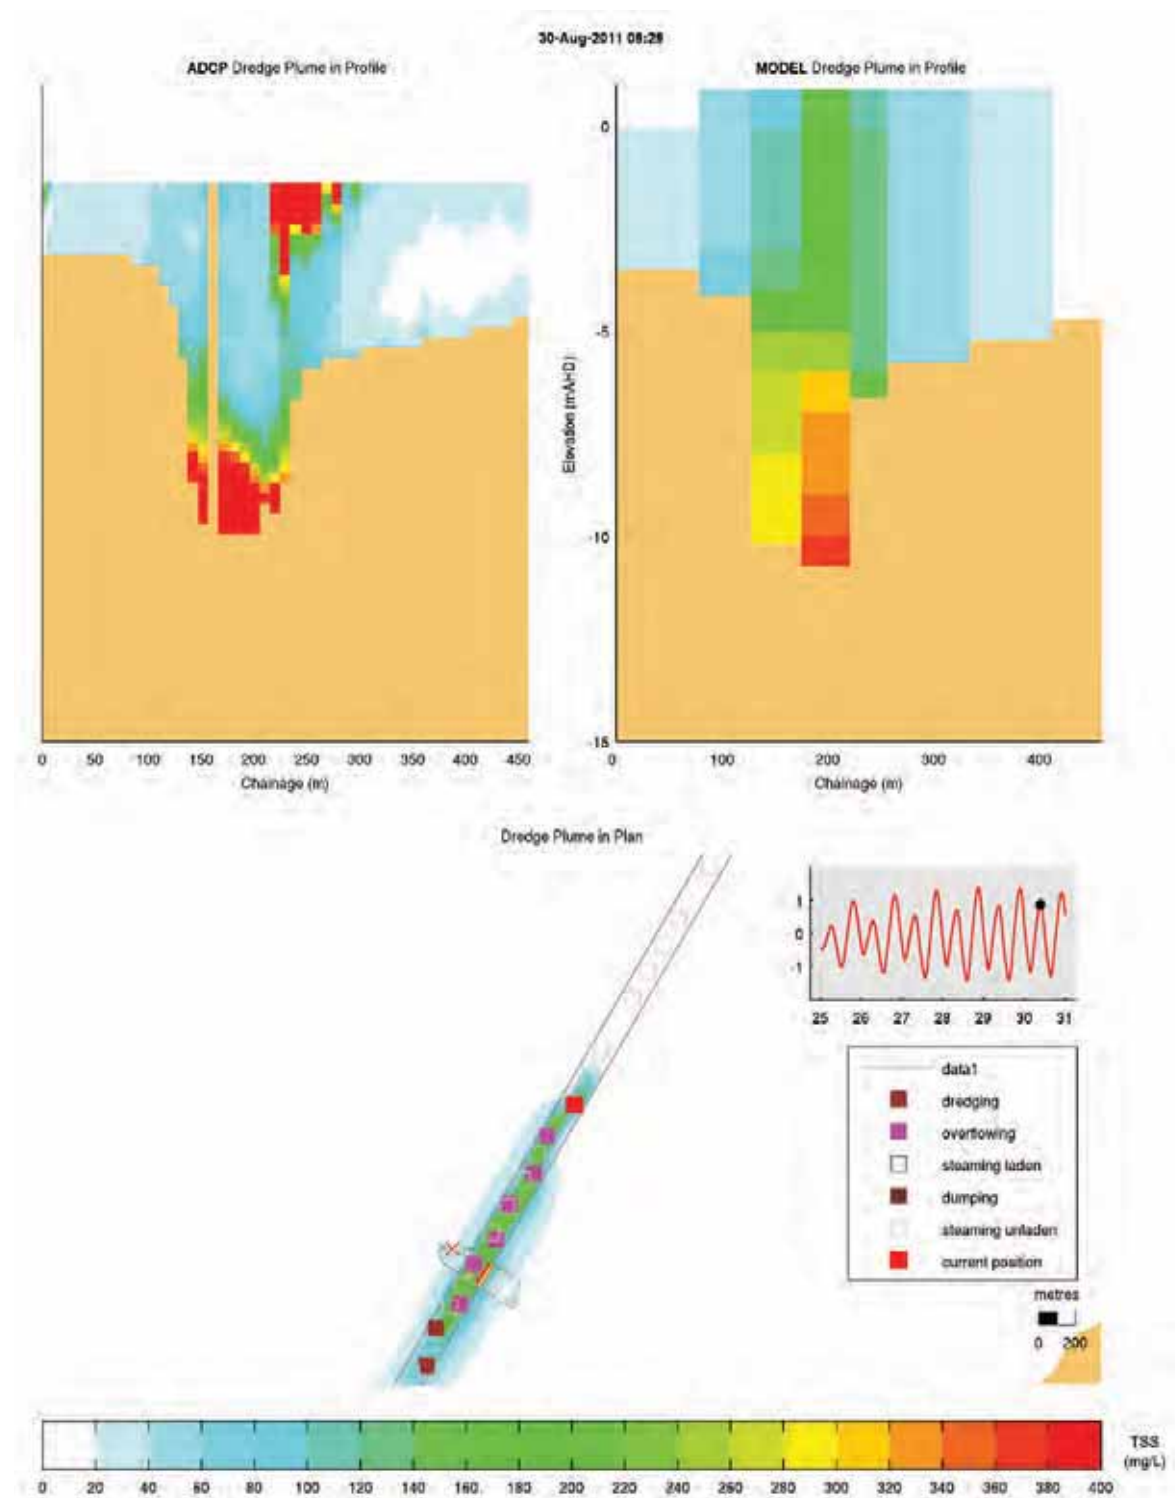 30-Aug-2011 08:28
ADCP Dredge Plume in Profile
MODEL Dredge Plume in Profile
0
-5
-10
-15
Elevation (mAHD)
0 50 100 150 200 250 300 350 400 450
0 100 200 300 400
Chainage (m)
Chainage (m)
Dredge Plume in Plan
1
0
-1
25 26 27 28 29 30 31
data1
dredging
overflowing
steaming laden
dumping
steaming unladen
current position
metres
0 200
0 20 40 60 80 100 120 140 160 180 200 220 240 260 280 300 320 340 360 380 400
TSS
(mg/L)